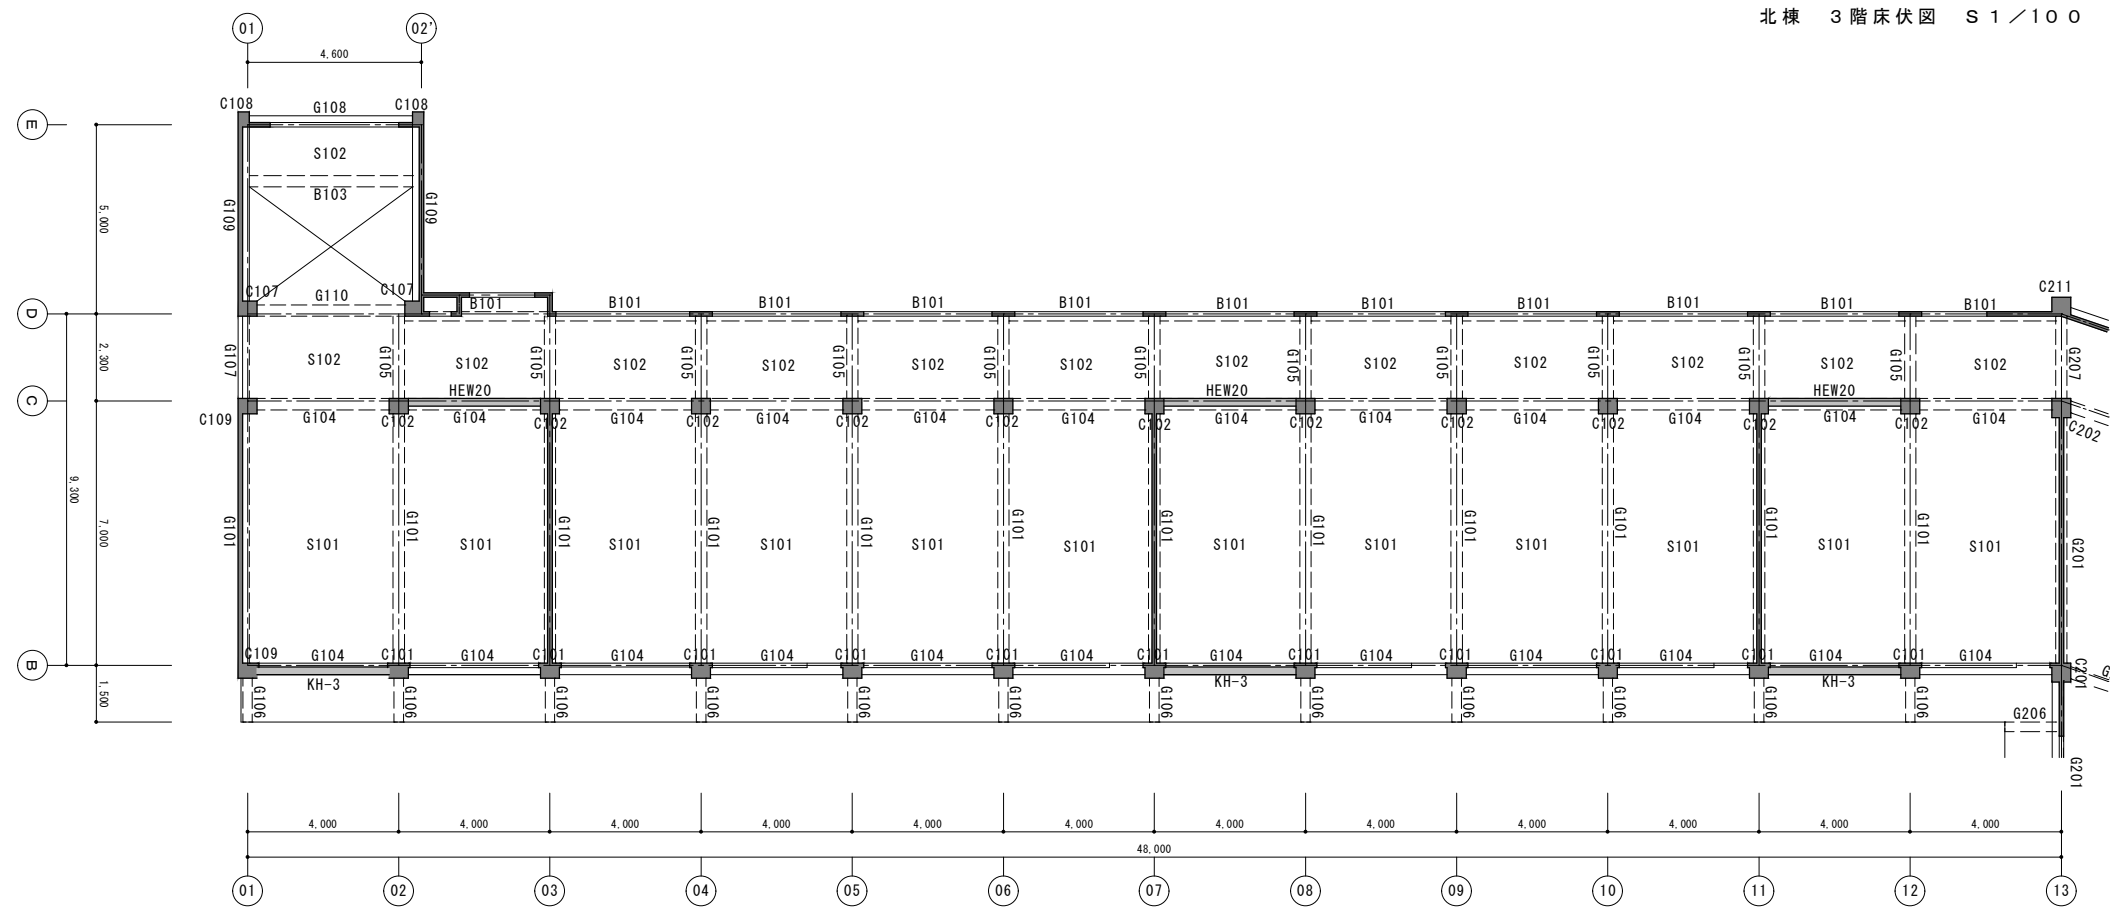 北棟 3階床伏図 S 1／100
01 02'
4,600
C108 G108 C108
E
S102
B103
G109 G109
5,000
C107 G110 C107
B101 B101 B101 B101 B101 B101 B101 B101 B101 B101 B101
C211
D
2,300
G107 S102 G105 S102 G105 S102 G105 S102 G105 S102 G105 S102 G105 S102 G105 S102 G105 S102 G105 S102 G105 S102 G105 S102 G207
HEW20 HEW20 HEW20
C
C109 G104 C102 G104 C102 G104 C102 G104 C102 G104 C102 G104 C102 G104 C102 G104 C102 G104 C102 G104 C102 G104 C102 G104 C202
9,300
7,000
G101 G101 G101 G101 G101 G101 G101 G101 G101 G101 G101 G101 G201
S101 S101 S101 S101 S101 S101 S101 S101 S101 S101 S101 S101
B
C109 G104 C101 G104 C101 G104 C101 G104 C101 G104 C101 G104 C101 G104 C101 G104 C101 G104 C101 G104 C101 G104 C101 G104 C201 G
KH-3 KH-3 KH-3
1,500
G106 G106 G106 G106 G106 G106 G106 G106 G106 G106 G106 G106
G206
G201
4,000 4,000 4,000 4,000 4,000 4,000 4,000 4,000 4,000 4,000 4,000 4,000
48,000
01 02 03 04 05 06 07 08 09 10 11 12 13